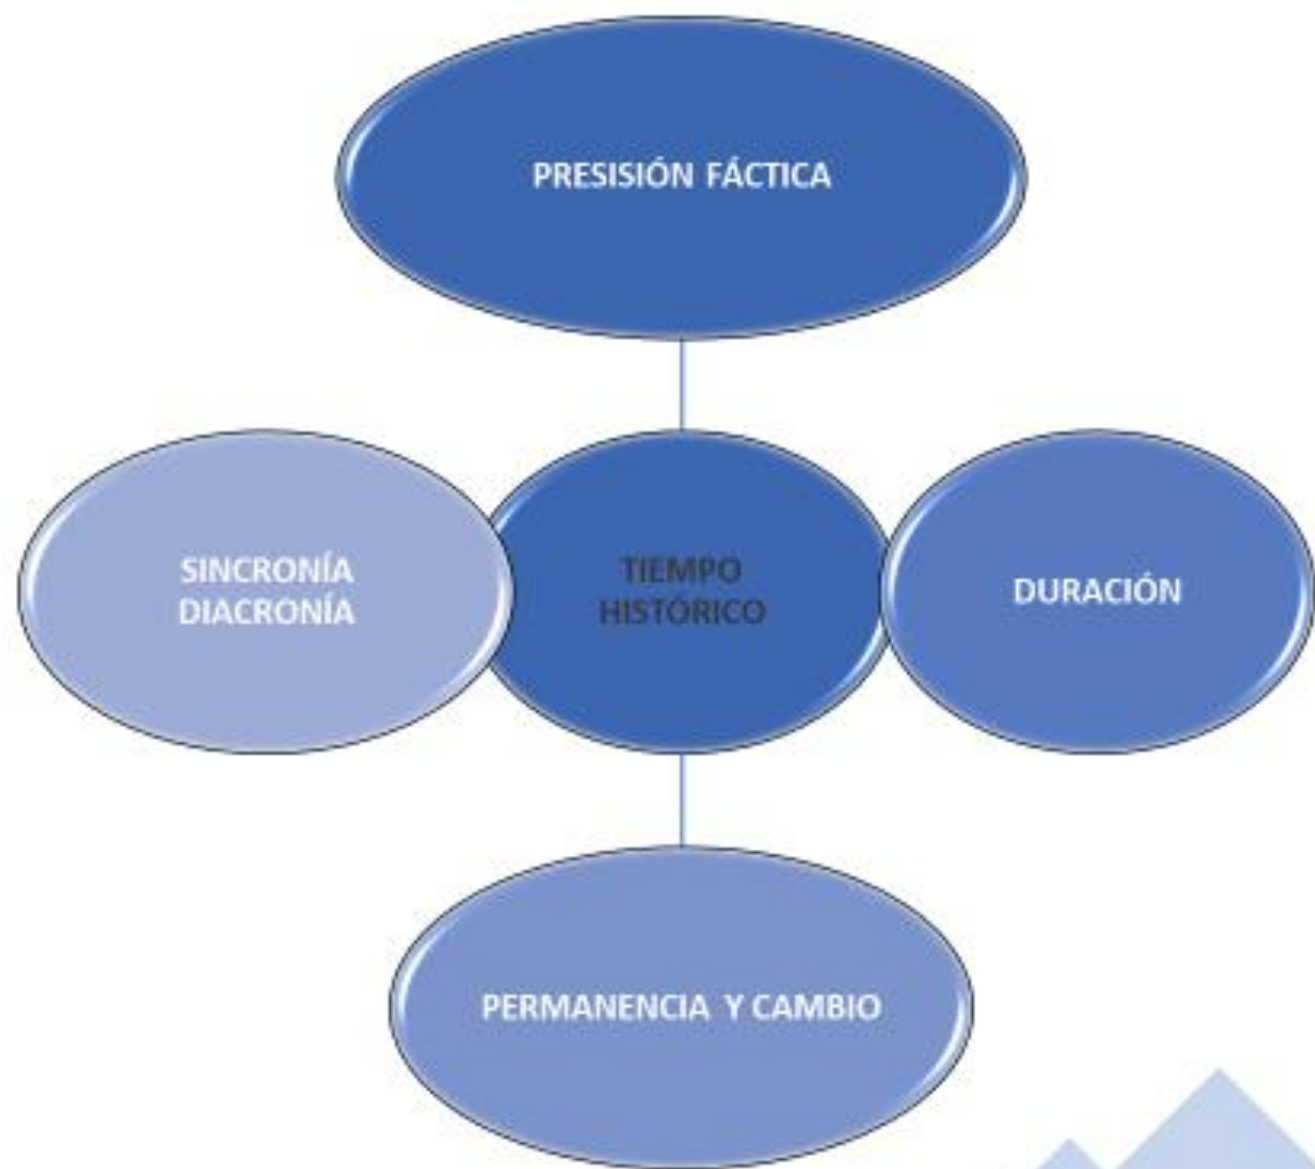 PRESISIÓN FÁCTICA
SINCRONÍA
DIACRONÍA
TIEMPO
HISTÓRICO
DURACIÓN
PERMANENCIA Y CAMBIO